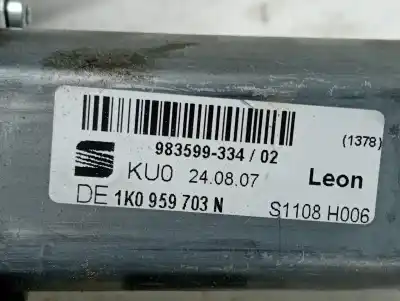 (1378)
983599-334 / 02
KU0 24.08.07 Leon
DE 1K0 959 703 N S1108 H006